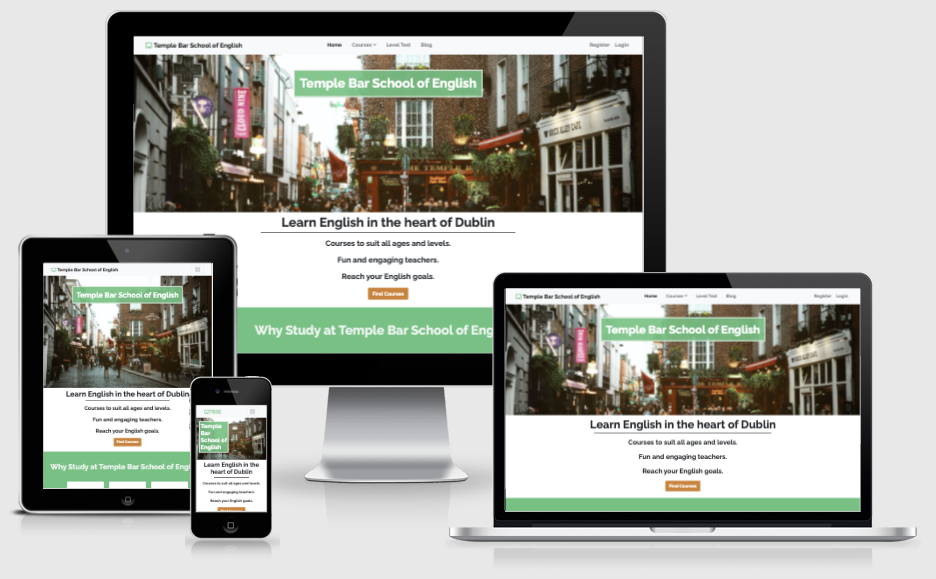 Temple Bar School of English
Home Courses Level Test Blog
Register Login
Temple Bar School of English
THE TEMPLE B
BRICK ALLEY CAFE
Learn English in the heart of Dublin
Courses to suit all ages and levels.
Fun and engaging teachers.
Reach your English goals.
Find Courses
Why Study at Temple Bar School of Eng
Temple Bar School of English
Temple Bar School of English
Learn English in the heart of Dublin
Courses to suit all ages and levels.
Fun and engaging teachers.
Reach your English goals.
Find Courses
Why Study at Temple Bar School of Eng
TBSE
Temple
Bar
School of
English
Learn English in the
heart of Dublin
Courses to suit all ages and levels.
Fun and engaging teachers.
Reach your English goals.
Find Courses
Temple Bar School of English
Home Courses Level Test Blog
Register Login
Temple Bar School of English
Learn English in the heart of Dublin
Courses to suit all ages and levels.
Fun and engaging teachers.
Reach your English goals.
Find Courses